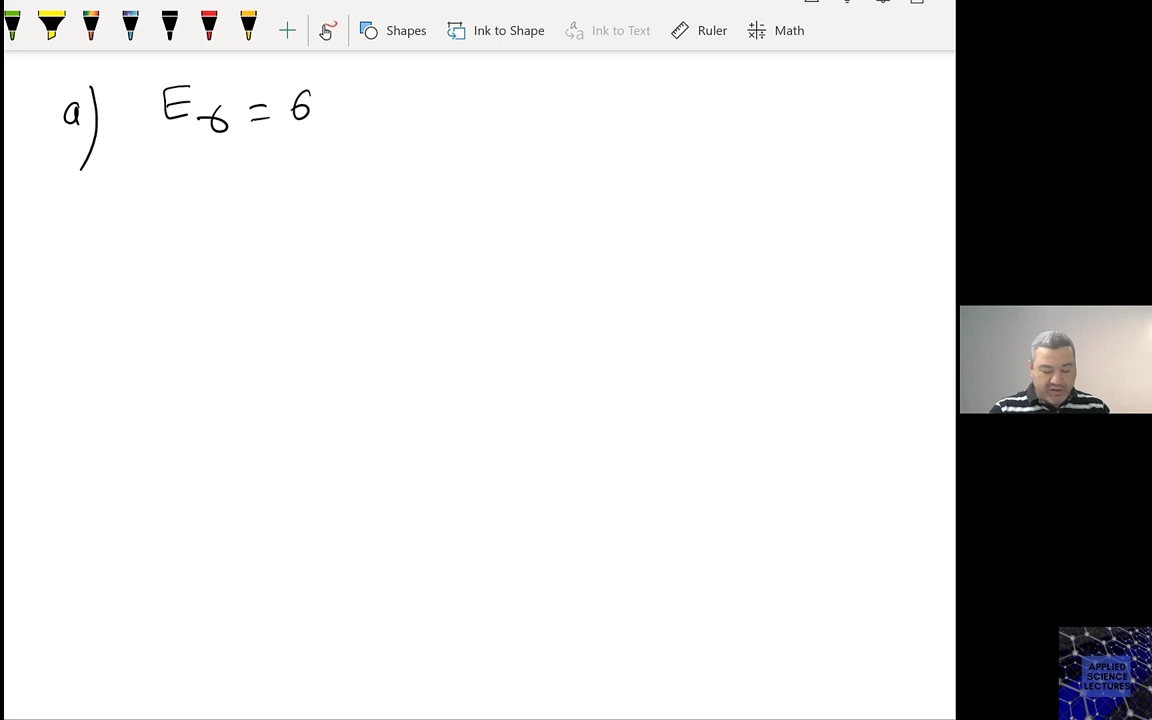 Shapes Ink to Shape Ink to Text Ruler Math
a) E₋₆ = 6
APPLIED
SCIENCE
LECTURES